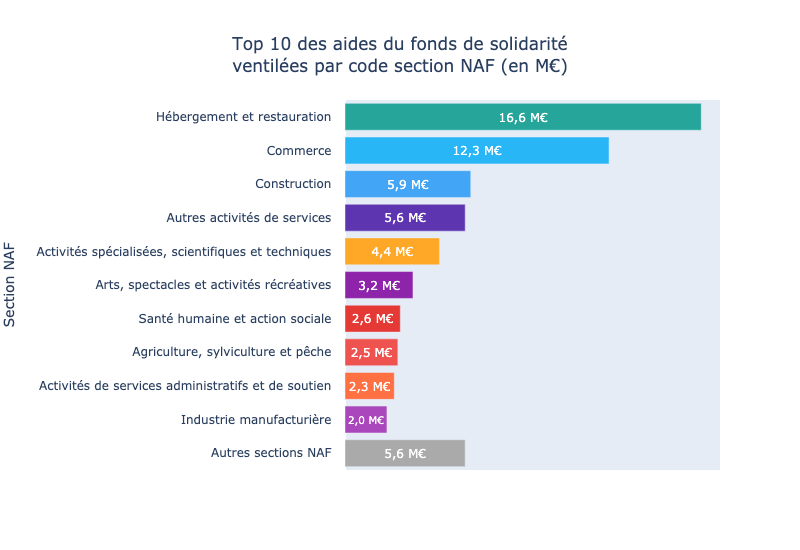 Top 10 des aides du fonds de solidarité
ventilées par code section NAF (en M€)
Section NAF
Hébergement et restauration 16,6 M€
Commerce 12,3 M€
Construction 5,9 M€
Autres activités de services 5,6 M€
Activités spécialisées, scientifiques et techniques 4,4 M€
Arts, spectacles et activités récréatives 3,2 M€
Santé humaine et action sociale 2,6 M€
Agriculture, sylviculture et pêche 2,5 M€
Activités de services administratifs et de soutien 2,3 M€
Industrie manufacturière 2,0 M€
Autres sections NAF 5,6 M€